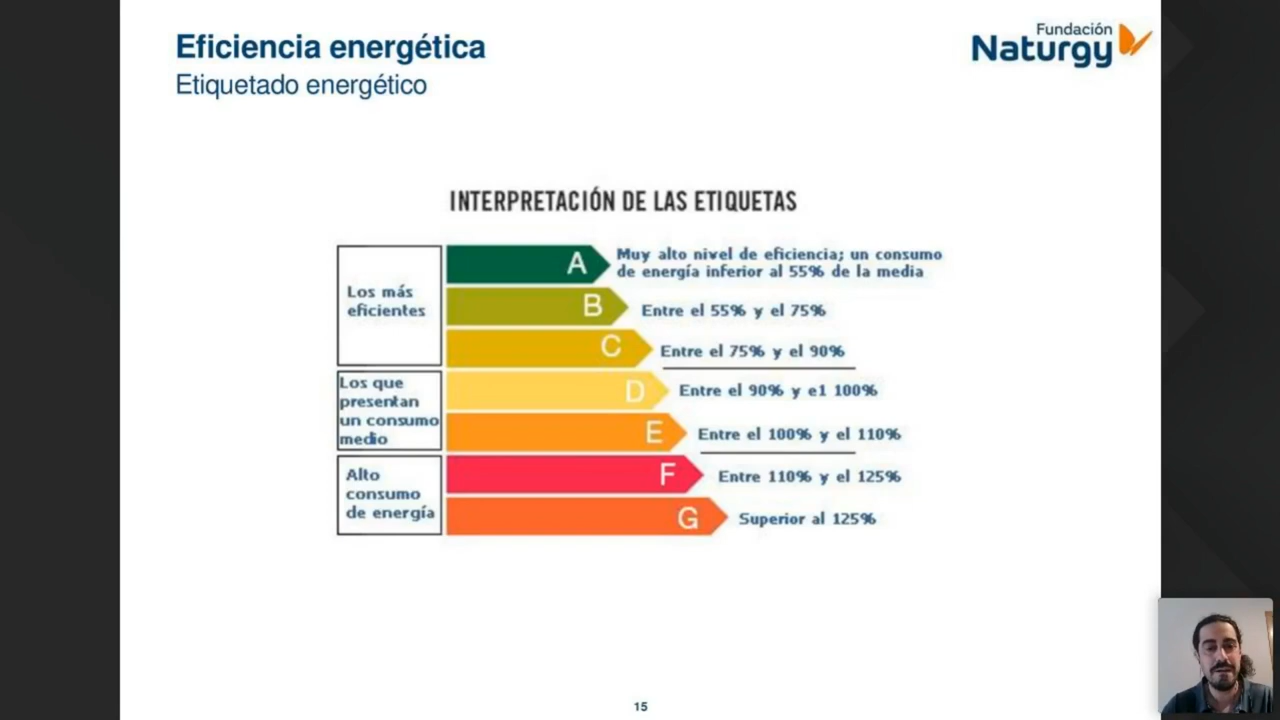 Eficiencia energética
Etiquetado energético
Fundación
Naturgy
INTERPRETACIÓN DE LAS ETIQUETAS
Los más
eficientes
A
Muy alto nivel de eficiencia; un consumo
de energía inferior al 55% de la media
B
Entre el 55% y el 75%
C
Entre el 75% y el 90%
Los que
presentan
un consumo
medio
D
Entre el 90% y e1 100%
E
Entre el 100% y el 110%
Alto
consumo
de energía
F
Entre 110% y el 125%
G
Superior al 125%
15